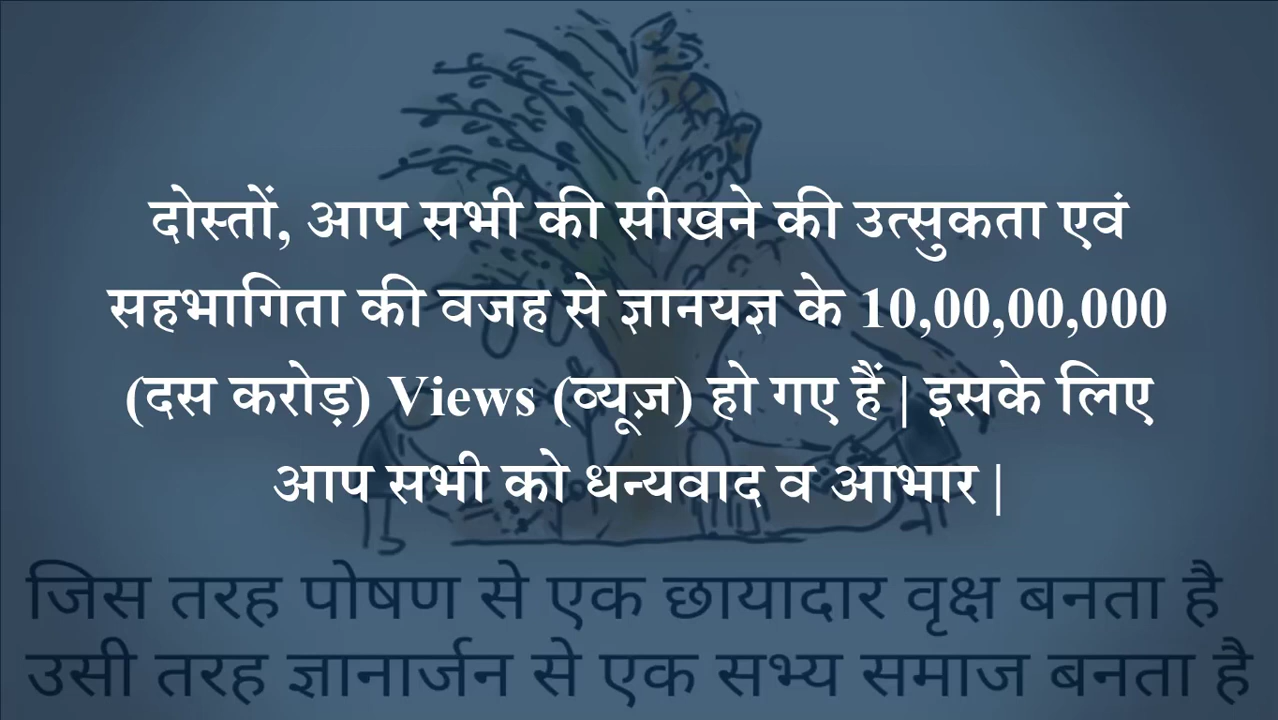 दोस्तों, आप सभी की सीखने की उत्सुकता एवं
सहभागिता की वजह से ज्ञानयज्ञ के 10,00,00,000
(दस करोड़) Views (व्यूज़) हो गए हैं | इसके लिए
आप सभी को धन्यवाद व आभार |
जिस तरह पोषण से एक छायादार वृक्ष बनता है
उसी तरह ज्ञानार्जन से एक सभ्य समाज बनता है